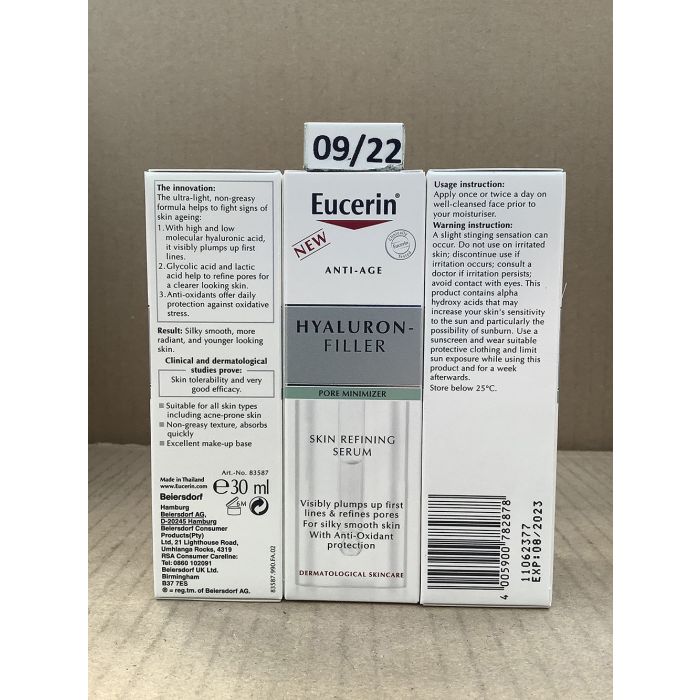 09/22
The innovation:
The ultra-light, non-greasy
formula helps to fight signs of
skin ageing:
1. With high and low
molecular hyaluronic acid,
it visibly plumps up first
lines.
2. Glycolic acid and lactic
acid help to refine pores for
a clearer looking skin.
3. Anti-oxidants offer daily
protection against oxidative
stress.
Result: Silky smooth, more
radiant, and younger looking
skin.
Clinical and dermatological
studies prove:
Skin tolerability and very
good efficacy.
Suitable for all skin types
including acne-prone skin
Non-greasy texture, absorbs
quickly
Excellent make-up base
Art.-No. 83587
Made in Thailand
www.Eucerin.com
℮30 ml
6M
Beiersdorf
Hamburg
Beiersdorf AG,
D-20245 Hamburg
Beiersdorf Consumer
Products(Pty)
Ltd, 21 Lighthouse Road,
Umhlanga Rocks, 4319
RSA Consumer Careline:
Tel: 0860 102091
Beiersdorf UK Ltd.
Birmingham
B37 7ES
® = reg.tm. of Beiersdorf AG.
83587.990.FA.02
Eucerin®
NEW
Eucerin
ANTI-AGE
HYALURON-
FILLER
PORE MINIMIZER
SKIN REFINING
SERUM
Visibly plumps up first
lines & refines pores
For silky smooth skin
With Anti-Oxidant
protection
DERMATOLOGICAL SKINCARE
Usage instruction:
Apply once or twice a day on
well-cleansed face prior to
your moisturiser.
Warning instruction:
A slight stinging sensation can
occur. Do not use on irritated
skin; discontinue use if
irritation occurs; consult a
doctor if irritation persists;
avoid contact with eyes. This
product contains alpha
hydroxy acids that may
increase your skin's sensitivity
to the sun and particularly the
possibility of sunburn. Use a
sunscreen and wear suitable
protective clothing and limit
sun exposure while using this
product and for a week
afterwards.
Store below 25°C.
4 005900 782878
11062377
EXP:08/2023